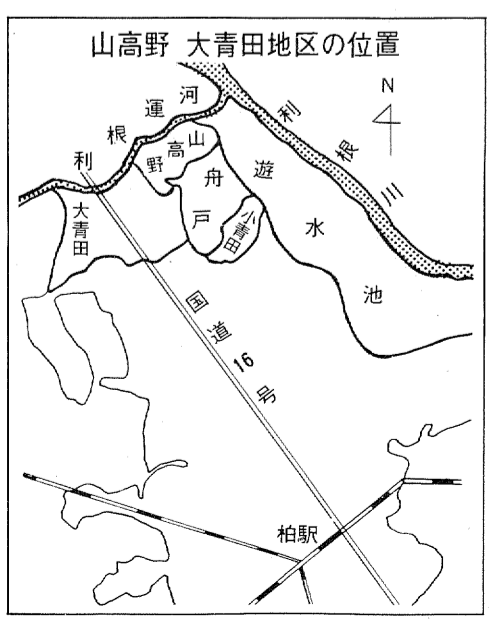 山高野 大青田地区の位置
N
利根運河
利根川
山高野
舟戸
小青田
大青田
遊水池
国道16号
柏駅